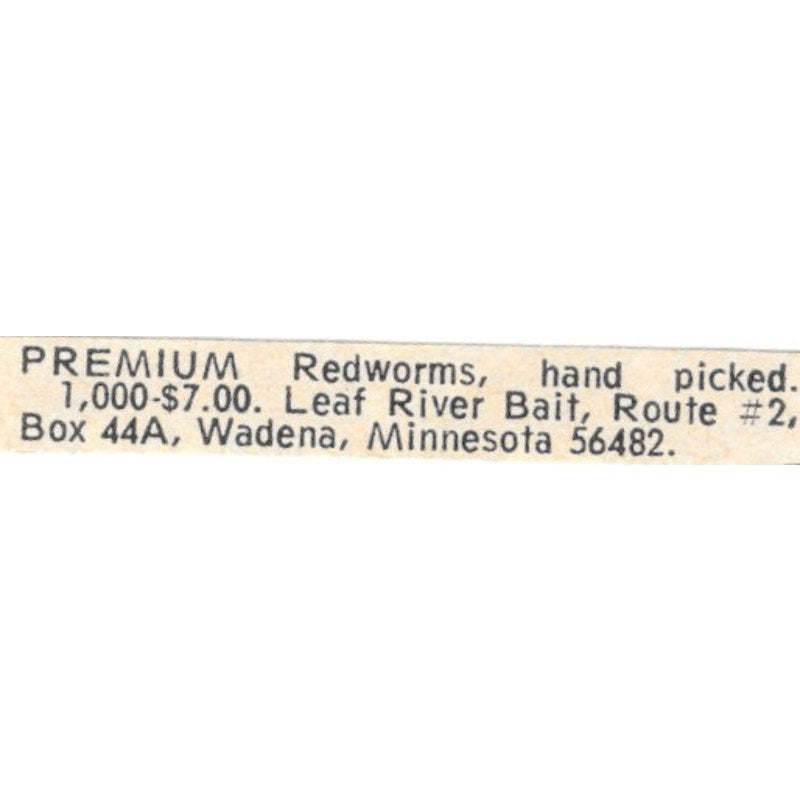 PREMIUM Redworms, hand picked.
1,000-$7.00. Leaf River Bait, Route #2,
Box 44A, Wadena, Minnesota 56482.